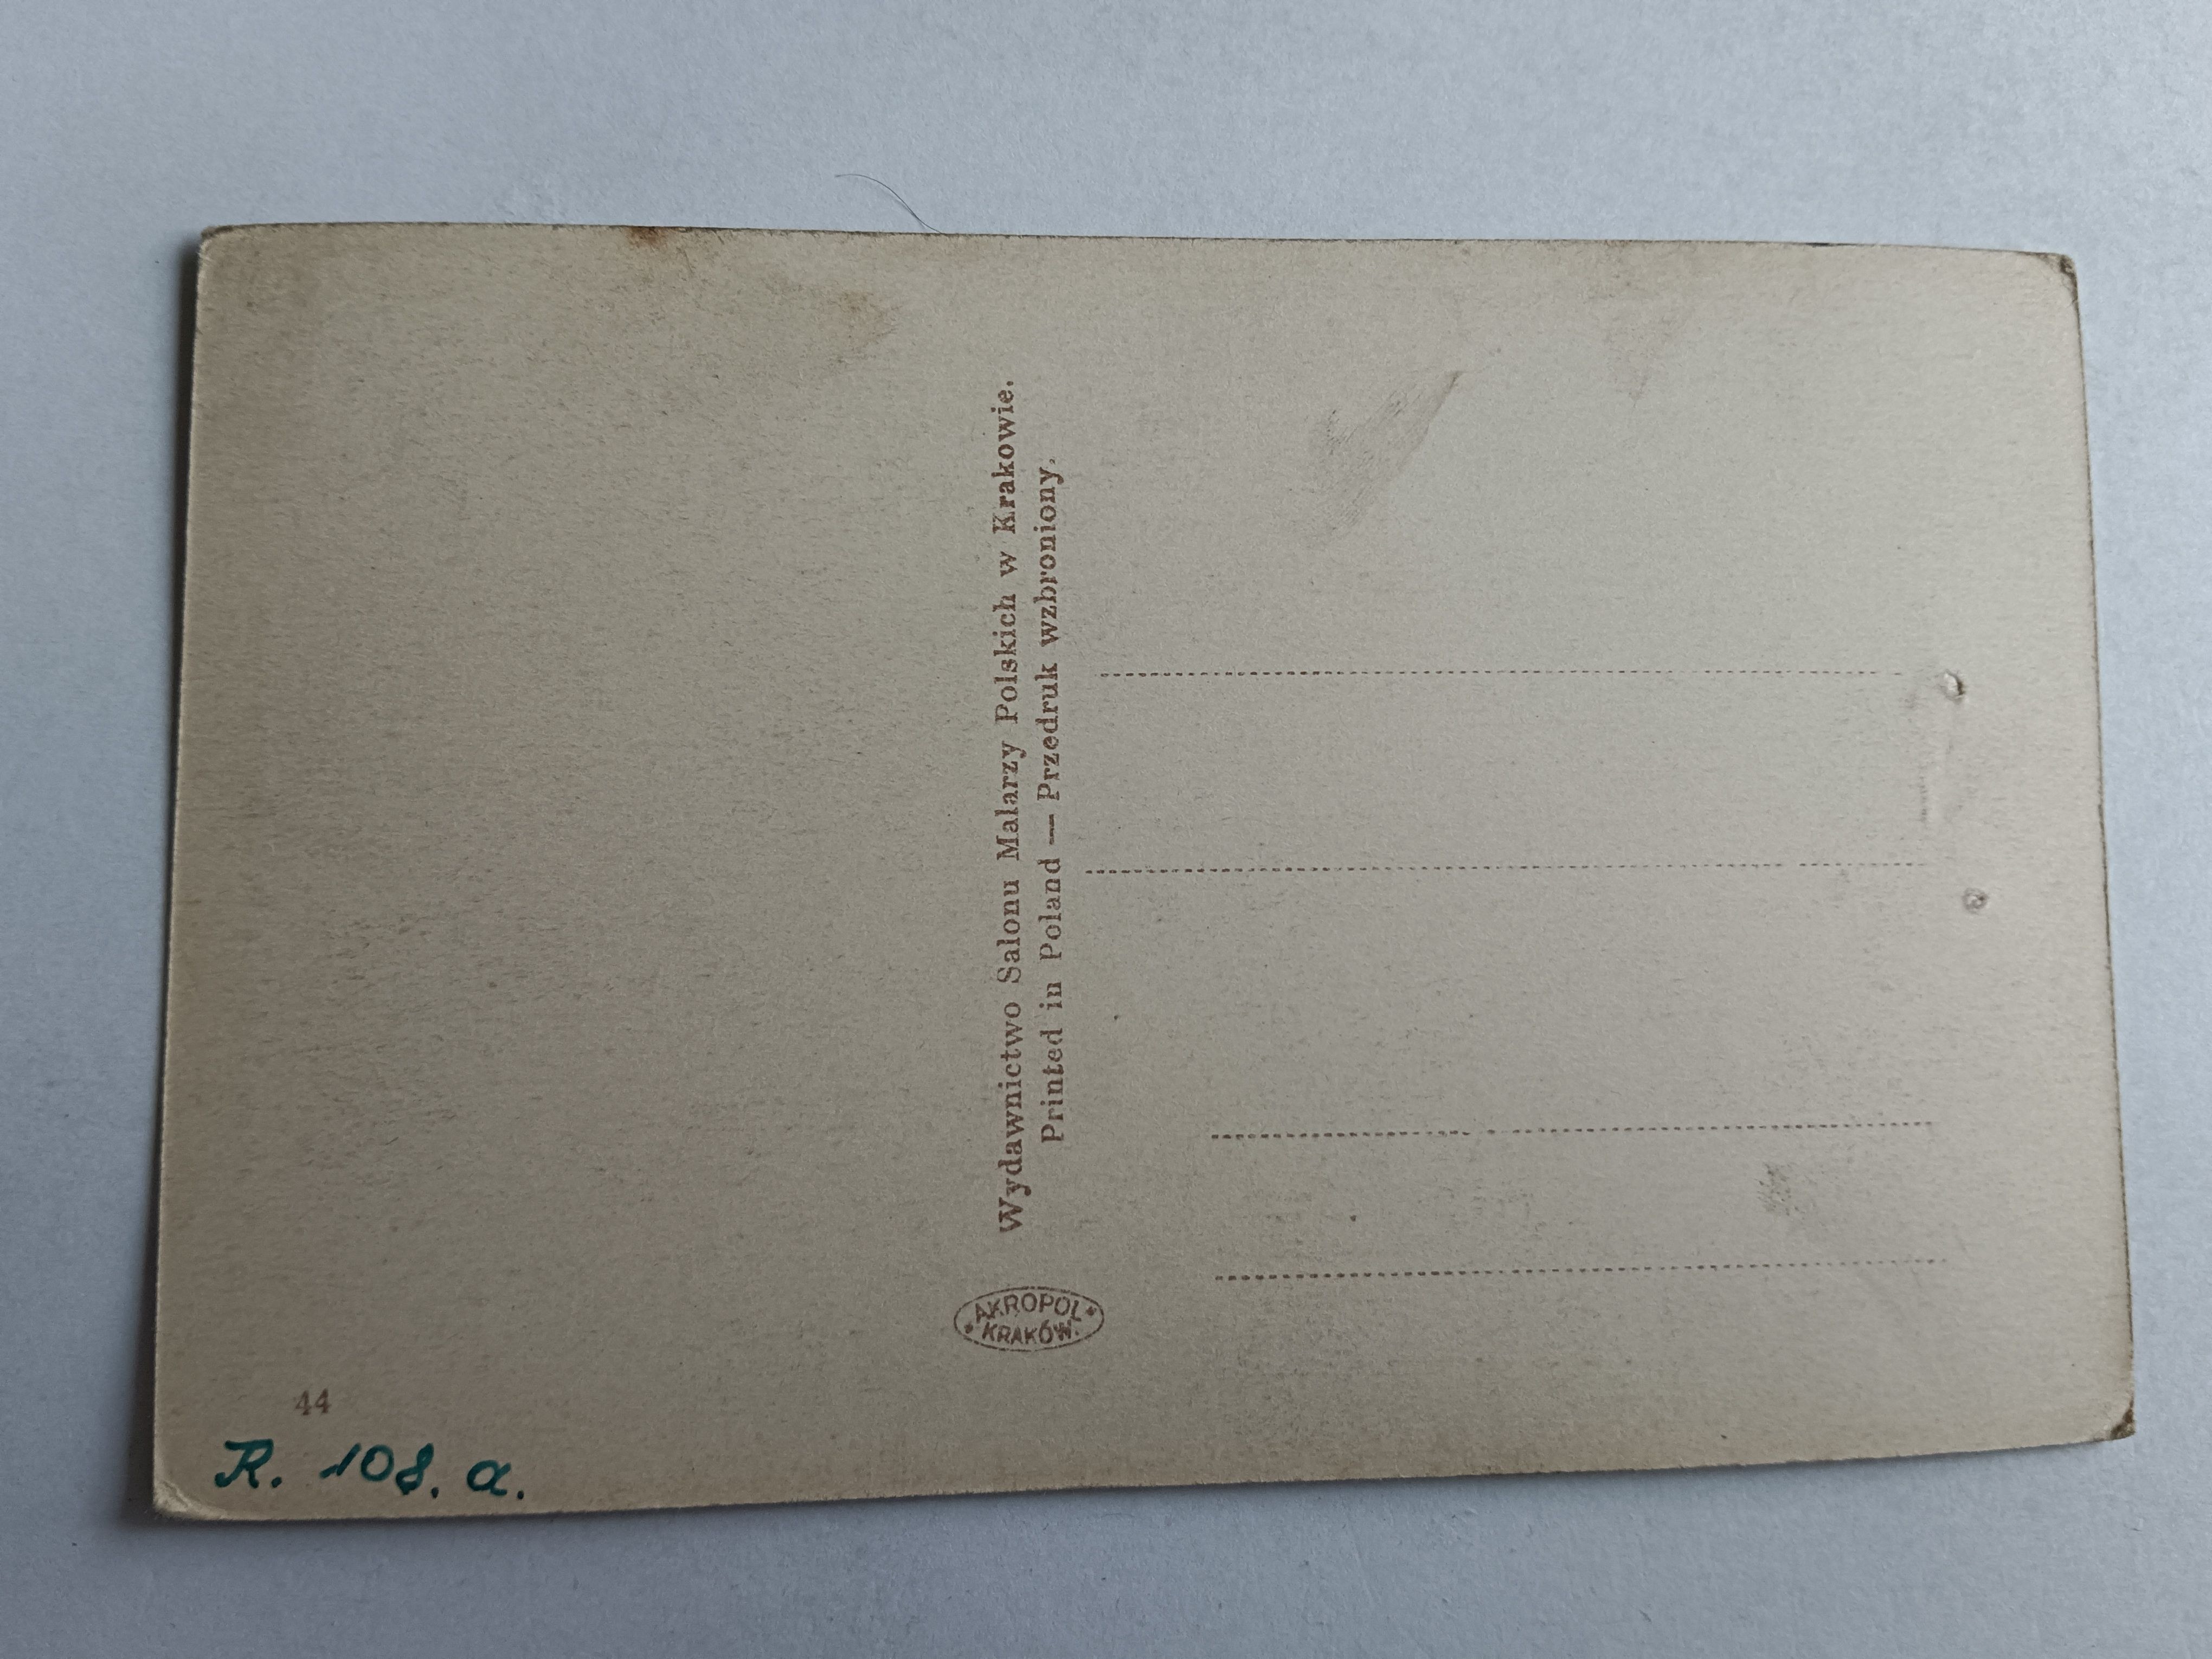 Wydawnictwo Salonu Malarzy Polskich w Krakowie.
Printed in Poland — Przedruk wzbroniony.
AKROPOL
KRAKÓW.
44
R. 108. a.